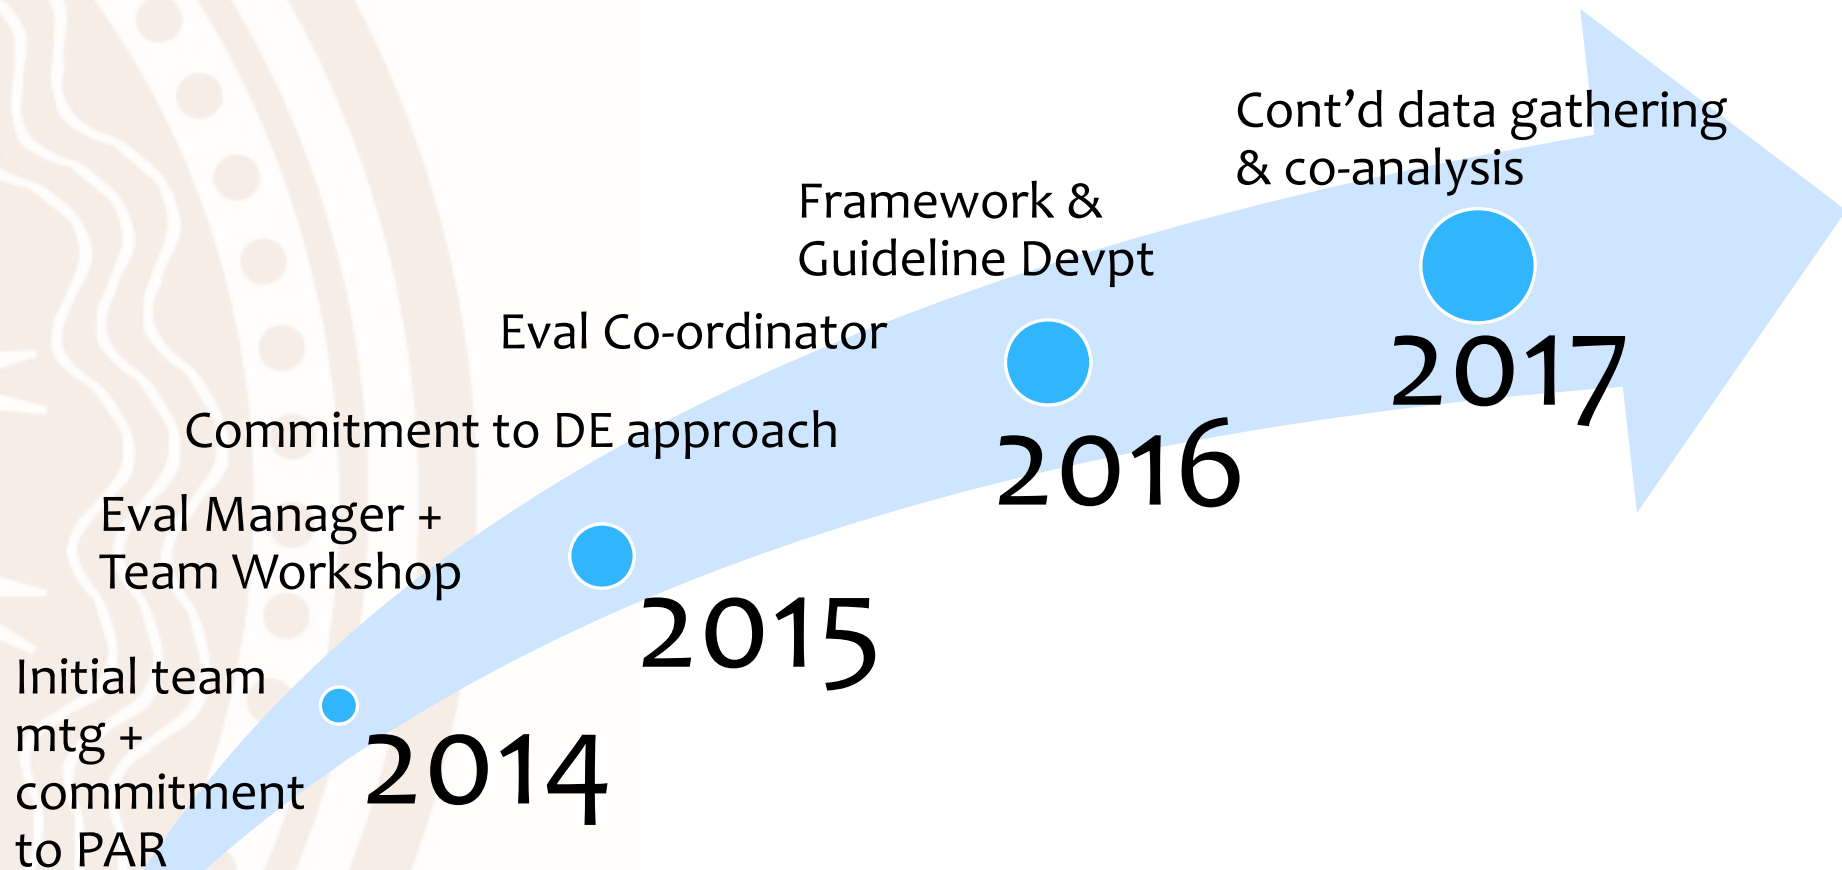 Initial team
mtg +
commitment
to PAR
2014
Eval Manager +
Team Workshop
Commitment to DE approach
2015
Eval Co-ordinator
Framework &
Guideline Devpt
2016
Cont’d data gathering
& co-analysis
2017